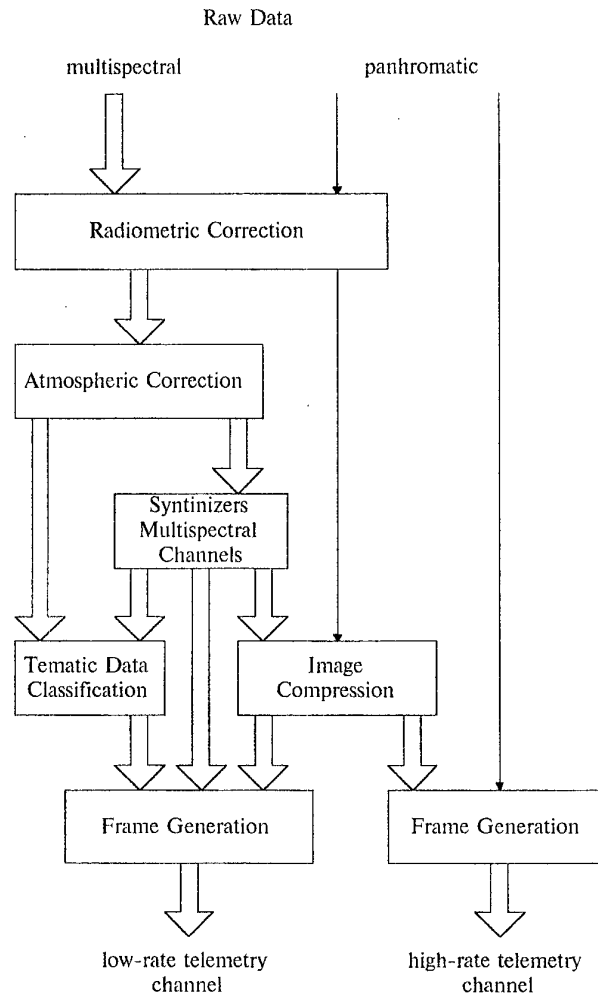 Raw Data
multispectral
panhromatic
Radiometric Correction
Atmospheric Correction
Syntinizers
Multispectral
Channels
Tematic Data
Classification
Image
Compression
Frame Generation
Frame Generation
low-rate telemetry
channel
high-rate telemetry
channel